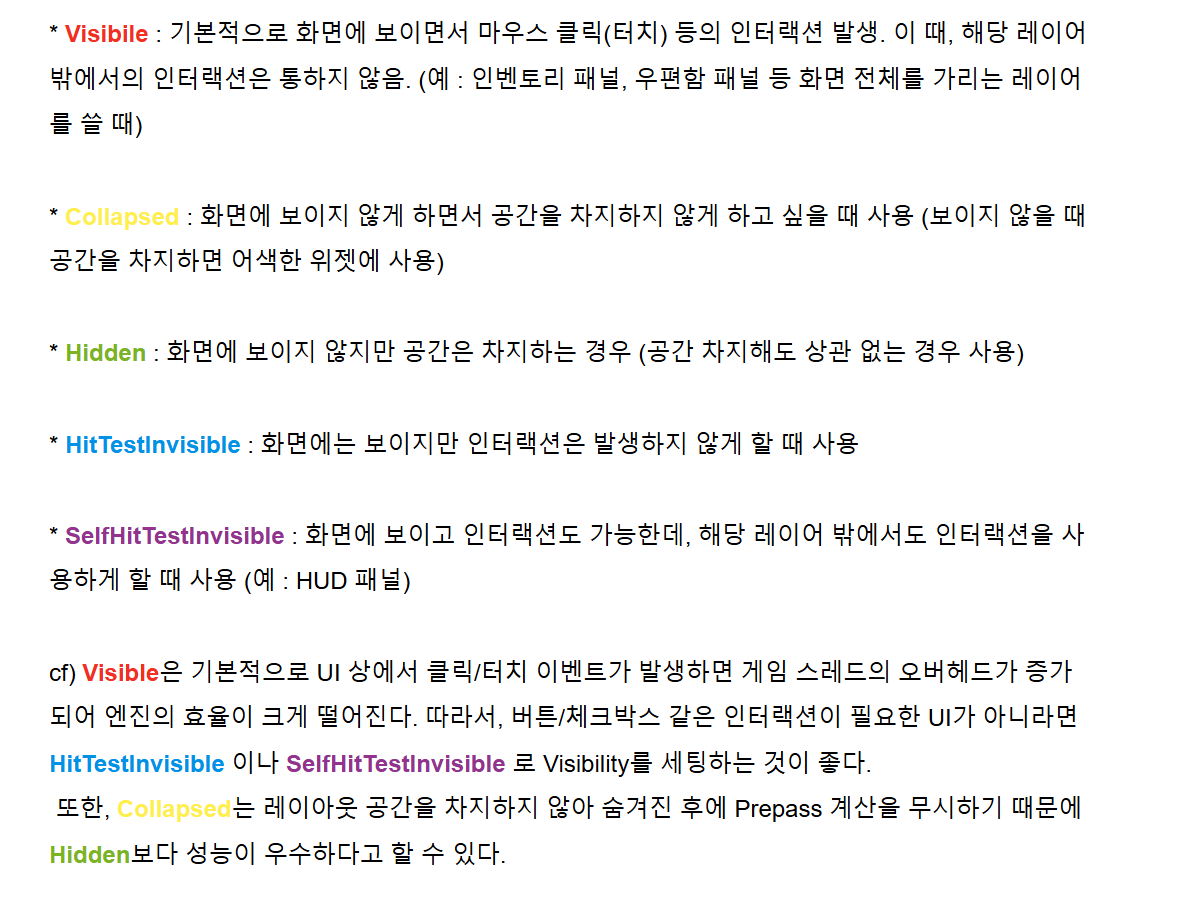 * Visibile : 기본적으로 화면에 보이면서 마우스 클릭(터치) 등의 인터랙션 발생. 이 때, 해당 레이어
밖에서의 인터랙션은 통하지 않음. (예 : 인벤토리 패널, 우편함 패널 등 화면 전체를 가리는 레이어
를 쓸 때)
* Collapsed : 화면에 보이지 않게 하면서 공간을 차지하지 않게 하고 싶을 때 사용 (보이지 않을 때
공간을 차지하면 어색한 위젯에 사용)
* Hidden : 화면에 보이지 않지만 공간은 차지하는 경우 (공간 차지해도 상관 없는 경우 사용)
* HitTestInvisible : 화면에는 보이지만 인터랙션은 발생하지 않게 할 때 사용
* SelfHitTestInvisible : 화면에 보이고 인터랙션도 가능한데, 해당 레이어 밖에서도 인터랙션을 사
용하게 할 때 사용 (예 : HUD 패널)
cf) Visible은 기본적으로 UI 상에서 클릭/터치 이벤트가 발생하면 게임 스레드의 오버헤드가 증가
되어 엔진의 효율이 크게 떨어진다. 따라서, 버튼/체크박스 같은 인터랙션이 필요한 UI가 아니라면
HitTestInvisible 이나 SelfHitTestInvisible 로 Visibility를 세팅하는 것이 좋다.
또한, Collapsed는 레이아웃 공간을 차지하지 않아 숨겨진 후에 Prepass 계산을 무시하기 때문에
Hidden보다 성능이 우수하다고 할 수 있다.